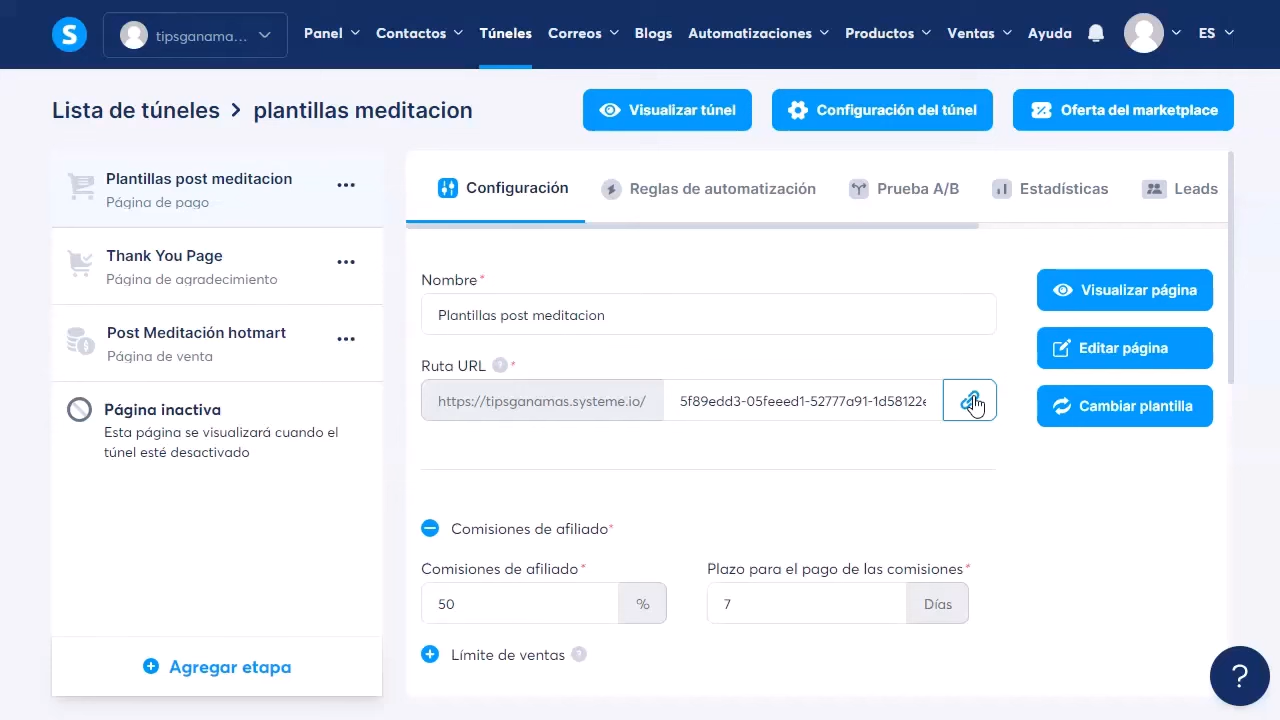 S
tipsganama...
Panel
Contactos
Túneles
Correos
Blogs
Automatizaciones
Productos
Ventas
Ayuda
ES
Lista de túneles > plantillas meditacion
Visualizar túnel
Configuración del túnel
Oferta del marketplace
Plantillas post meditacion
Página de pago
Thank You Page
Página de agradecimiento
Post Meditación hotmart
Página de venta
Página inactiva
Esta página se visualizará cuando el
túnel esté desactivado
Agregar etapa
Configuración
Reglas de automatización
Prueba A/B
Estadísticas
Leads
Nombre*
Plantillas post meditacion
Ruta URL ? *
https://tipsganamas.systeme.io/
5f89edd3-05feeed1-52777a91-1d58122e
Visualizar página
Editar página
Cambiar plantilla
Comisiones de afiliado*
Comisiones de afiliado*
50
%
Plazo para el pago de las comisiones*
7
Días
Límite de ventas ?
?